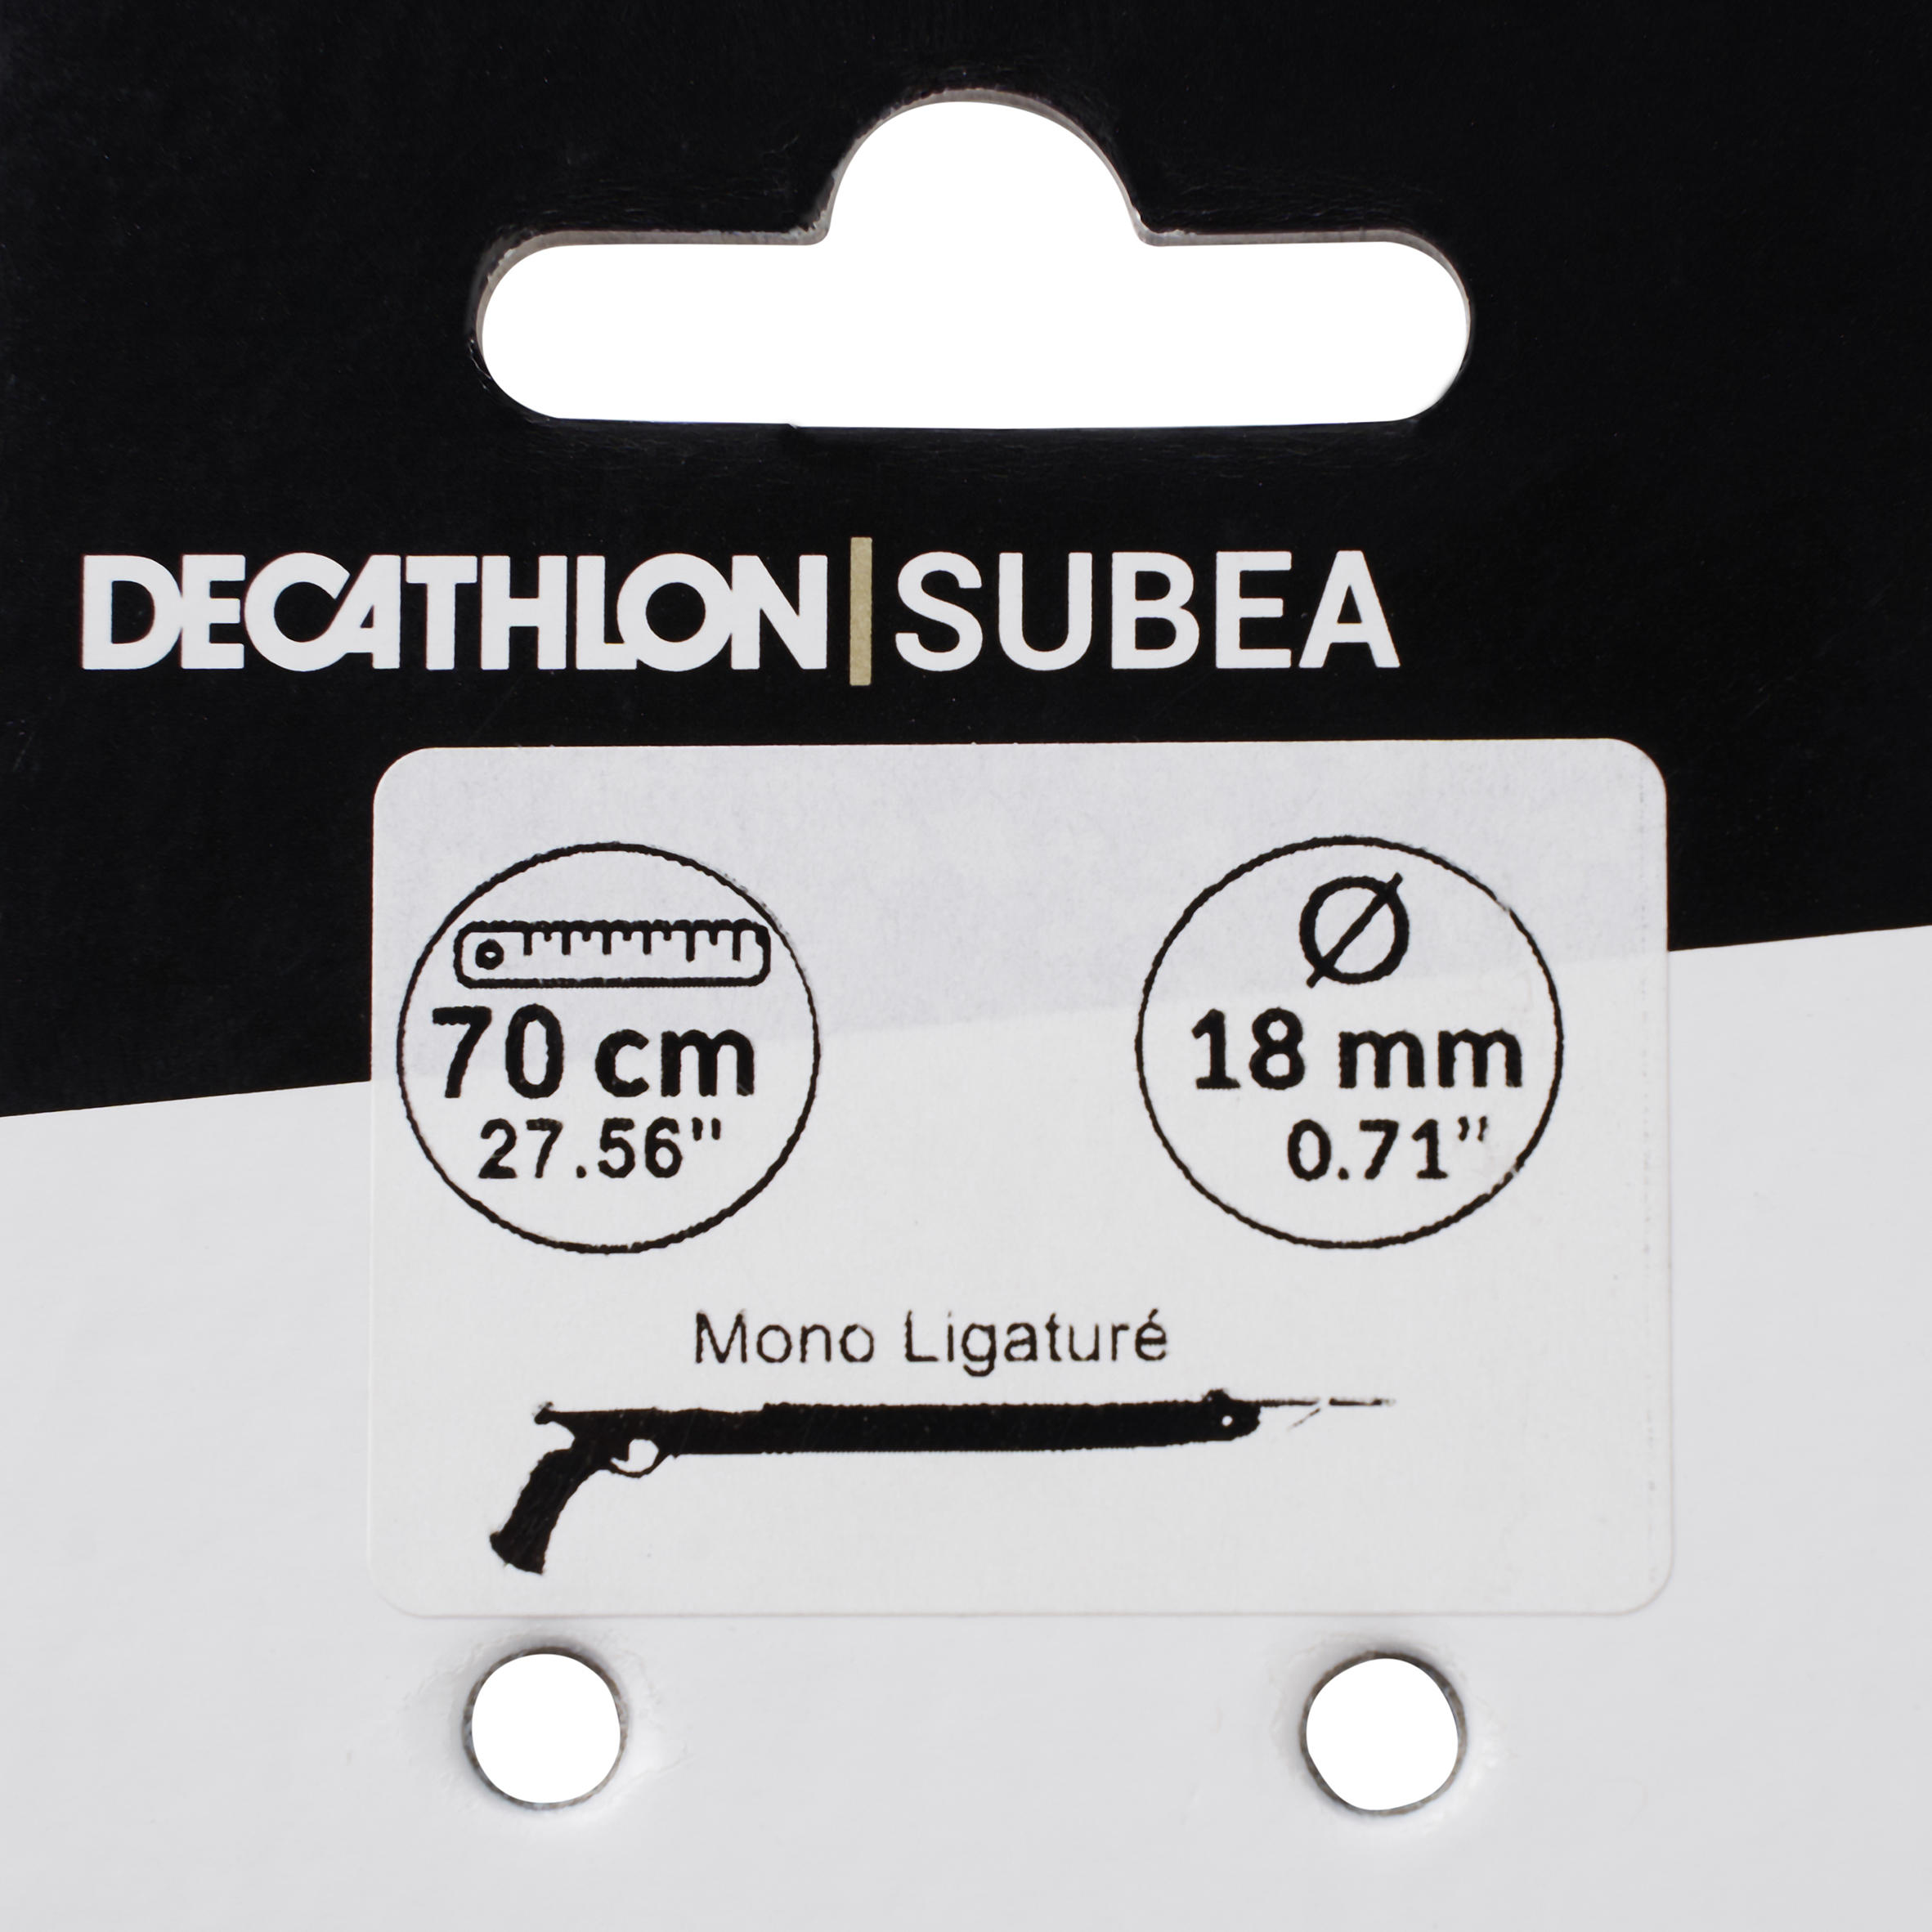 DECATHLON | SUBEA
Ø
70 cm
18 mm
27.56"
0.71"
Mono Ligaturé